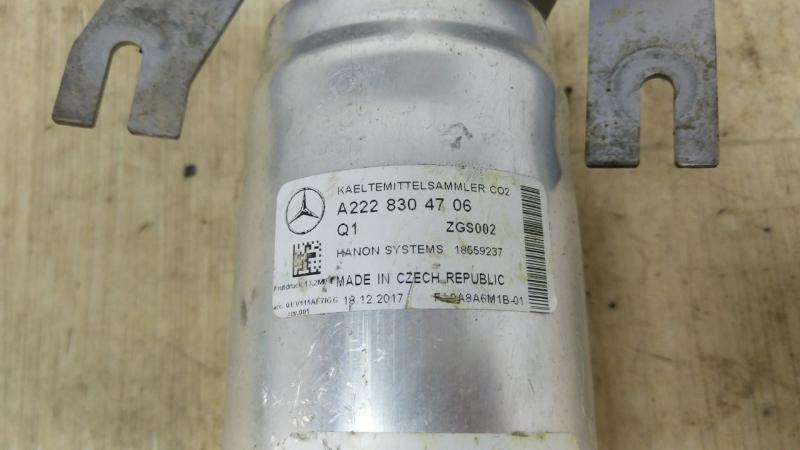 KAELTEMITTELSAMMLER CO2
A222 830 47 06
Q1 ZGS002
HANON SYSTEMS 18559237
MADE IN CZECH REPUBLIC
18.12.2017